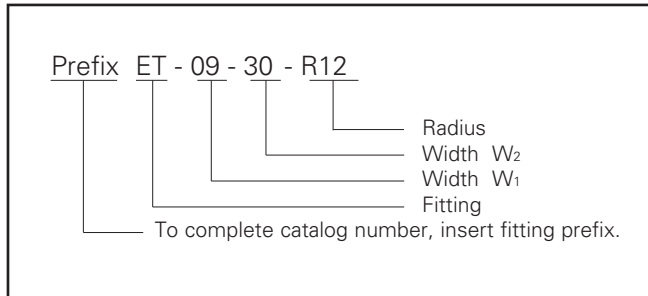 Prefix ET - 09 - 30 - R12
Radius
Width W₂
Width W₁
Fitting
To complete catalog number, insert fitting prefix.